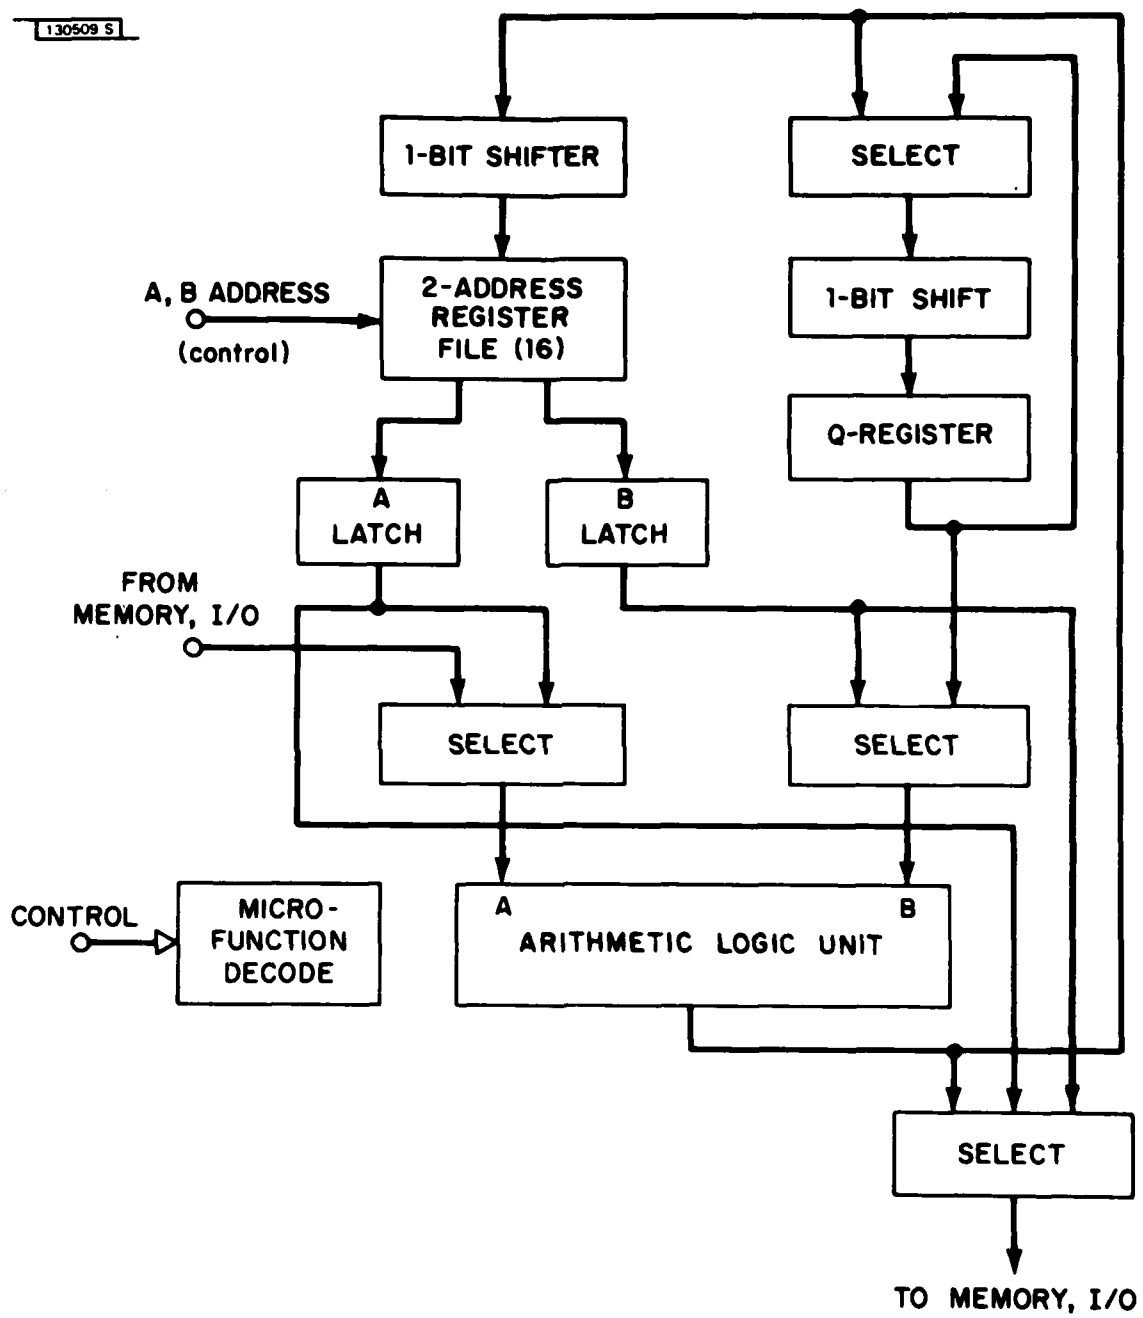 130509 S
1-BIT SHIFTER
SELECT
A, B ADDRESS
(control)
2-ADDRESS
REGISTER
FILE (16)
1-BIT SHIFT
Q-REGISTER
A
LATCH
B
LATCH
FROM
MEMORY, I/O
SELECT
SELECT
CONTROL
MICRO-
FUNCTION
DECODE
A
B
ARITHMETIC LOGIC UNIT
SELECT
TO MEMORY, I/O